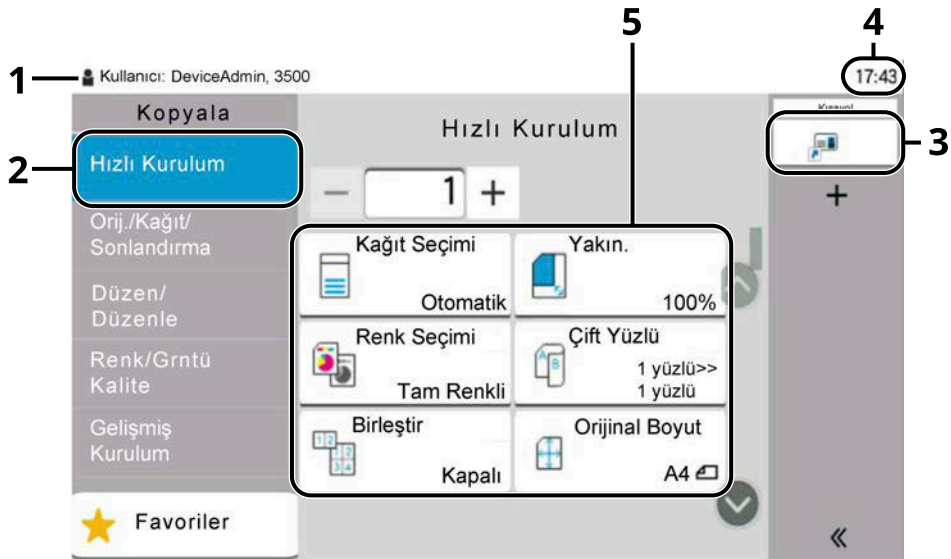 5
4
1
Kullanıcı: DeviceAdmin, 3500
17:43
Kopyala
Hızlı Kurulum
Kısayol
2
Hızlı Kurulum
3
1
Orij./Kağıt/
Sonlandırma
Kağıt Seçimi
Otomatik
Yakın.
100%
Düzen/
Düzenle
Renk Seçimi
Tam Renkli
Çift Yüzlü
1 yüzlü>>
1 yüzlü
Renk/Grntü
Kalite
Birleştir
Kapalı
Orijinal Boyut
A4
Gelişmiş
Kurulum
Favoriler